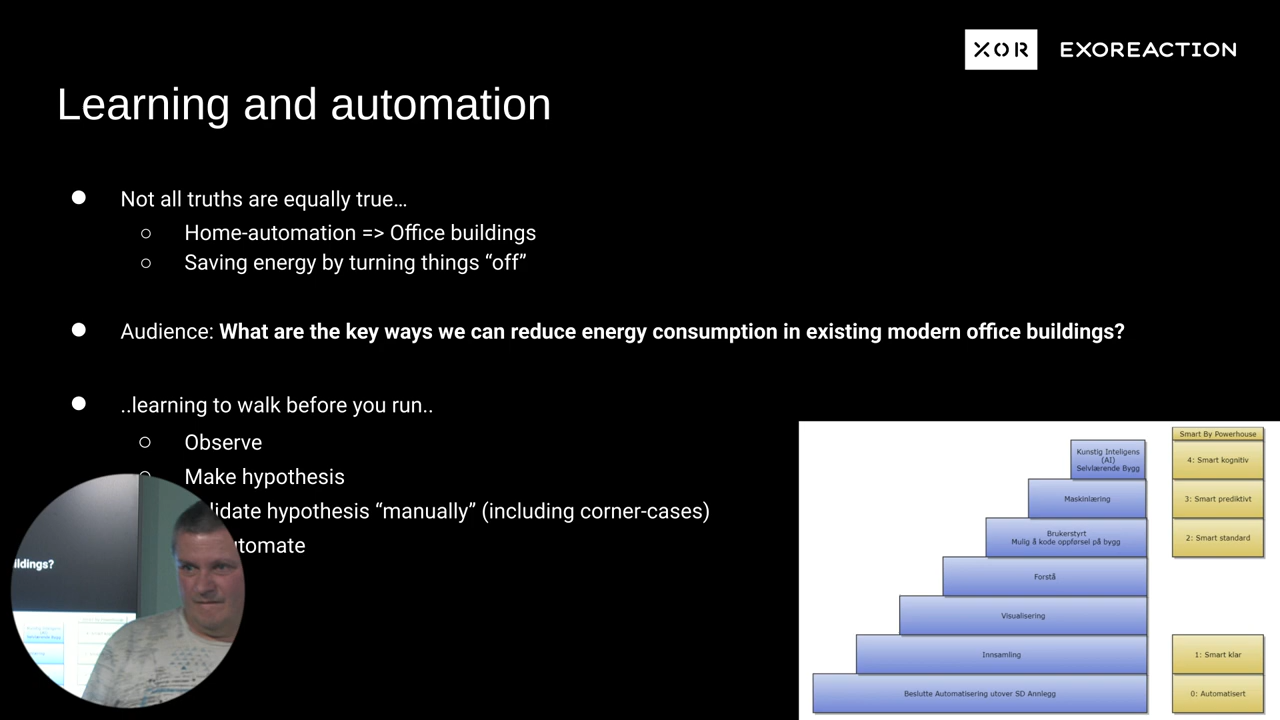 XOR EXOREACTION
Learning and automation
Not all truths are equally true…
Home-automation => Office buildings
Saving energy by turning things “off”
Audience: What are the key ways we can reduce energy consumption in existing modern office buildings?
..learning to walk before you run..
Observe
Make hypothesis
lidate hypothesis “manually” (including corner-cases)
utomate
ildings?
Kunstig Inteligens
(AI)
Selvlærende Bygg
Maskinlæring
Brukerstyrt
Mulig å kode oppførsel på bygg
Forstå
Visualisering
Innsamling
Beslutte Automatisering utover SD Annlegg
Smart By Powerhouse
4: Smart kognitiv
3: Smart prediktivt
2: Smart standard
1: Smart klar
0: Automatisert